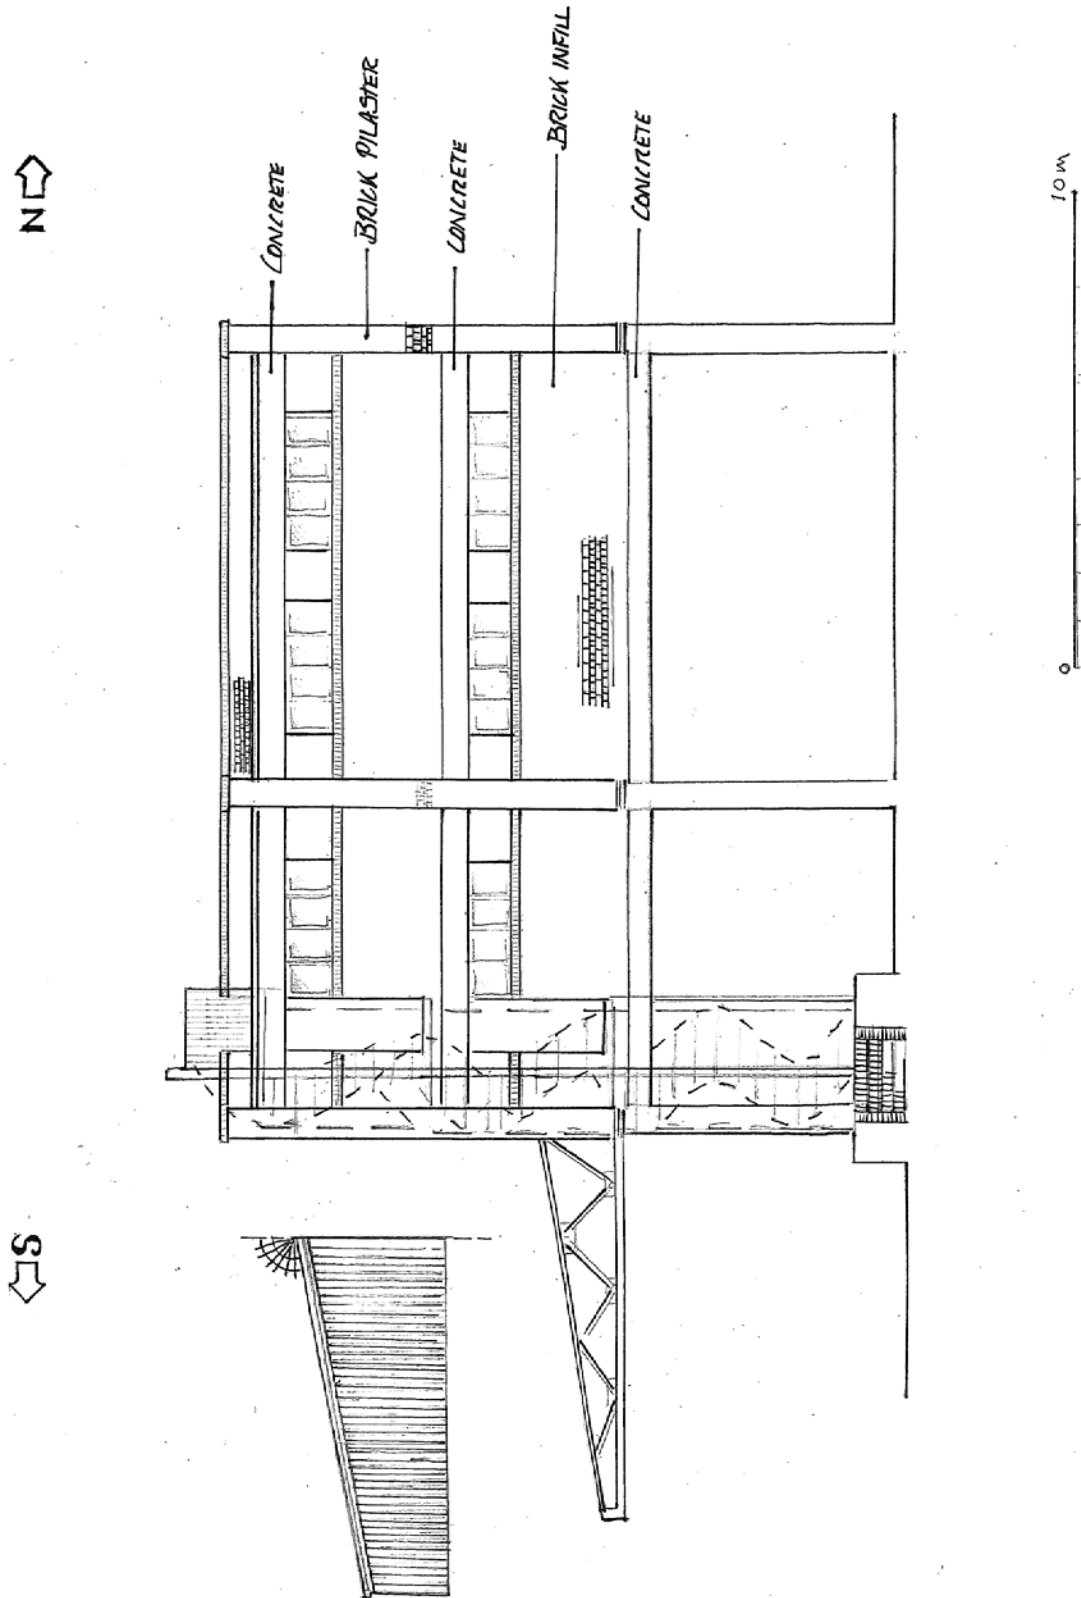 N
CONCRETE
BRICK PILASTER
CONCRETE
BRICK INFILL
CONCRETE
S
0
10 m